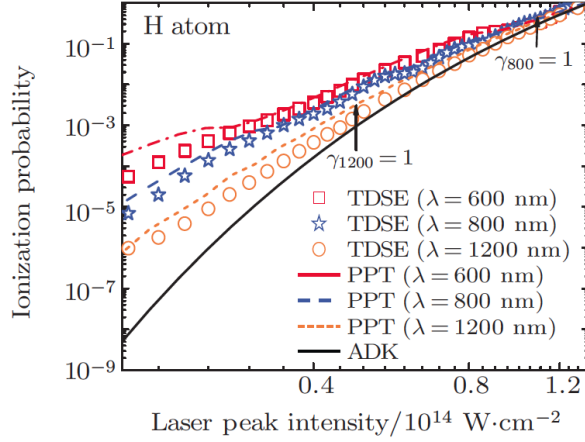 H atom
10⁻¹
10⁻³
10⁻⁵
10⁻⁷
10⁻⁹
Ionization probability
γ800 = 1
γ1200 = 1
TDSE (λ = 600 nm)
TDSE (λ = 800 nm)
TDSE (λ = 1200 nm)
PPT (λ = 600 nm)
PPT (λ = 800 nm)
PPT (λ = 1200 nm)
ADK
0.4 0.8 1.2
Laser peak intensity/10¹⁴ W·cm⁻²